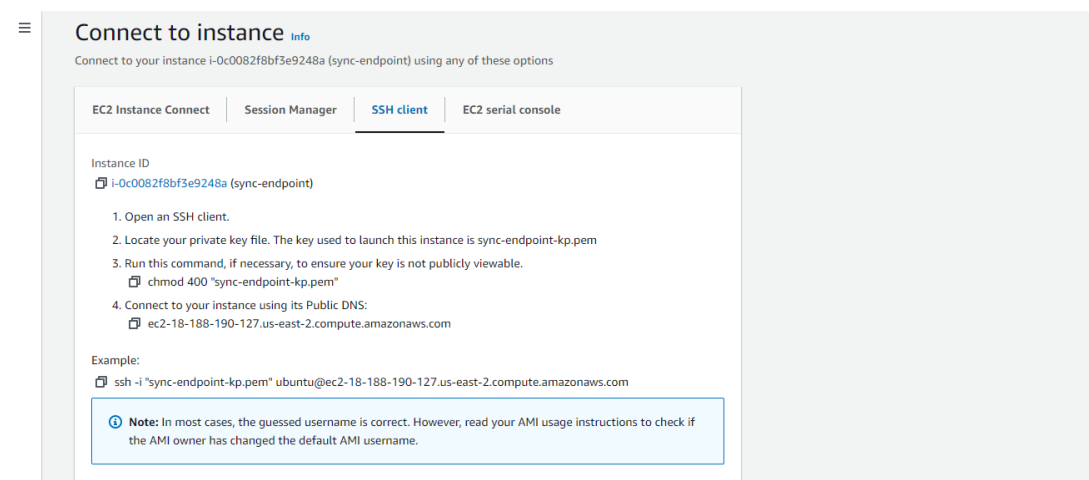 Connect to instance Info
Connect to your instance i-0c0082f8bf3e9248a (sync-endpoint) using any of these options
EC2 Instance Connect
Session Manager
SSH client
EC2 serial console
Instance ID
i-0c0082f8bf3e9248a (sync-endpoint)
1. Open an SSH client.
2. Locate your private key file. The key used to launch this instance is sync-endpoint-kp.pem
3. Run this command, if necessary, to ensure your key is not publicly viewable.
chmod 400 "sync-endpoint-kp.pem"
4. Connect to your instance using its Public DNS:
ec2-18-188-190-127.us-east-2.compute.amazonaws.com
Example:
ssh -i "sync-endpoint-kp.pem" ubuntu@ec2-18-188-190-127.us-east-2.compute.amazonaws.com
Note: In most cases, the guessed username is correct. However, read your AMI usage instructions to check if
the AMI owner has changed the default AMI username.